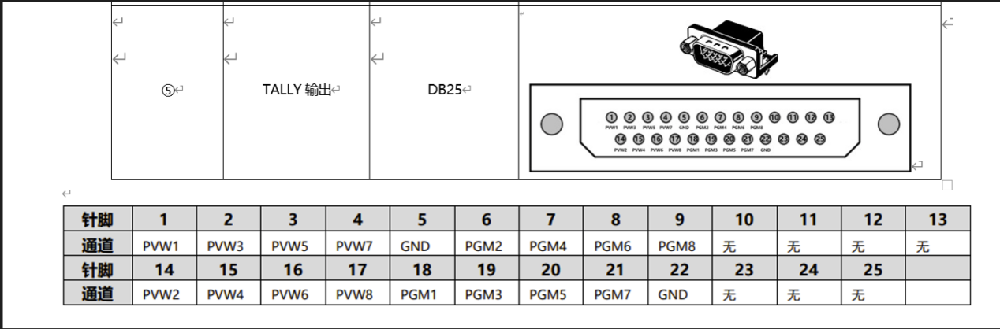 ⑤ TALLY 输出 DB25
1 2 3 4 5 6 7 8 9 10 11 12 13
PVW1 PVW3 PVW5 PVW7 GND PGM2 PGM4 PGM6 PGM8
14 15 16 17 18 19 20 21 22 23 24 25
PVW2 PVW4 PVW6 PVW8 PGM1 PGM3 PGM5 PGM7 GND
针脚 1 2 3 4 5 6 7 8 9 10 11 12 13
通道 PVW1 PVW3 PVW5 PVW7 GND PGM2 PGM4 PGM6 PGM8 无 无 无 无
针脚 14 15 16 17 18 19 20 21 22 23 24 25
通道 PVW2 PVW4 PVW6 PVW8 PGM1 PGM3 PGM5 PGM7 GND 无 无 无